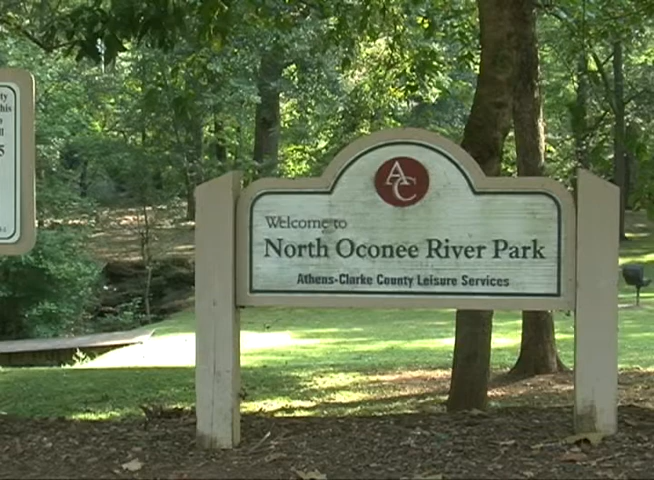 AC
Welcome to
North Oconee River Park
Athens-Clarke County Leisure Services